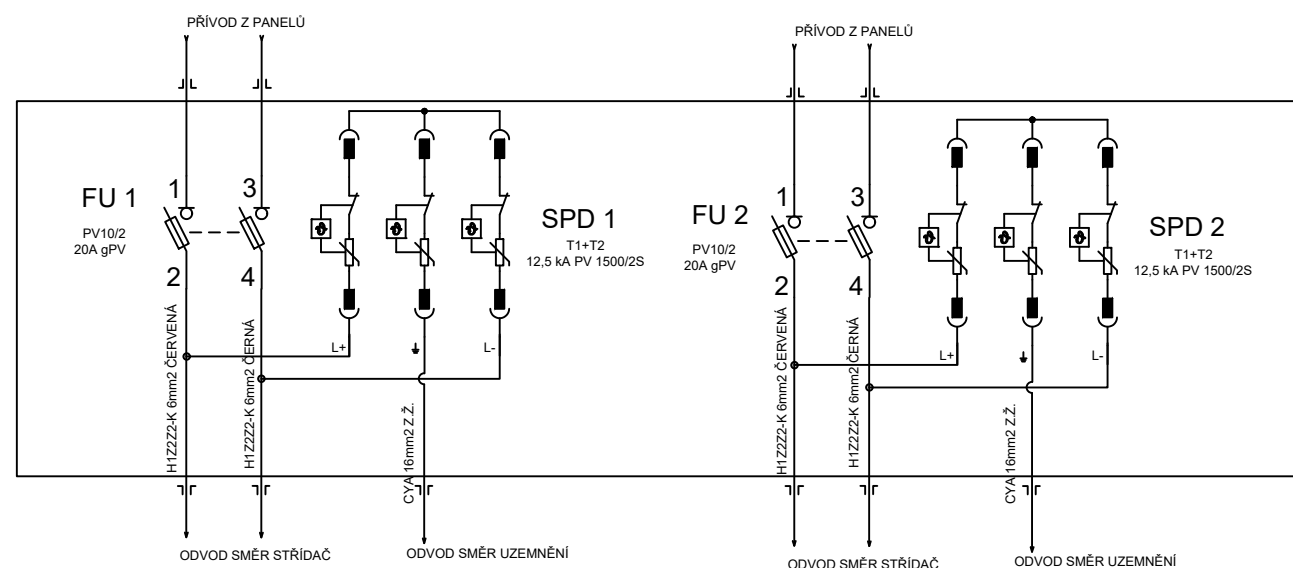 PŘÍVOD Z PANELŮ
FU 1
PV10/2
20A gPV
1
3
2
4
SPD 1
T1+T2
12,5 kA PV 1500/2S
L+
L-
H1Z2Z2-K 6mm2 ČERVENÁ
H1Z2Z2-K 6mm2 ČERNÁ
CYA 16mm2 Z.Ž.
ODVOD SMĚR STŘÍDAČ
ODVOD SMĚR UZEMNĚNÍ
PŘÍVOD Z PANELŮ
FU 2
PV10/2
20A gPV
1
3
2
4
SPD 2
T1+T2
12,5 kA PV 1500/2S
L+
L-
H1Z2Z2-K 6mm2 ČERVENÁ
H1Z2Z2-K 6mm2 ČERNÁ
CYA 16mm2 Z.Ž.
ODVOD SMĚR STŘÍDAČ
ODVOD SMĚR UZEMNĚNÍ